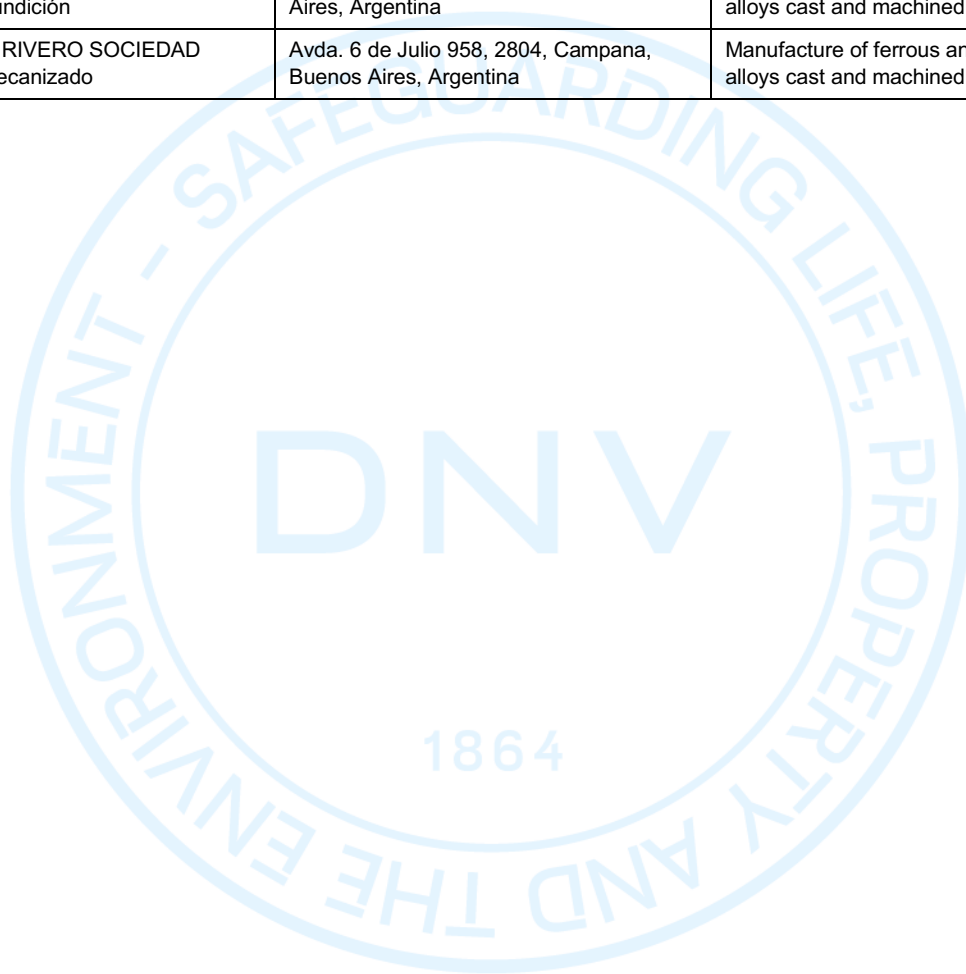 undición
Aires, Argentina
alloys cast and machined
RIVERO SOCIEDAD
ecanizado
Avda. 6 de Julio 958, 2804, Campana,
Buenos Aires, Argentina
Manufacture of ferrous an
alloys cast and machined
SAFEGUARDING LIFE, PROPERTY AND THE ENVIRONMENT -
DNV
1864